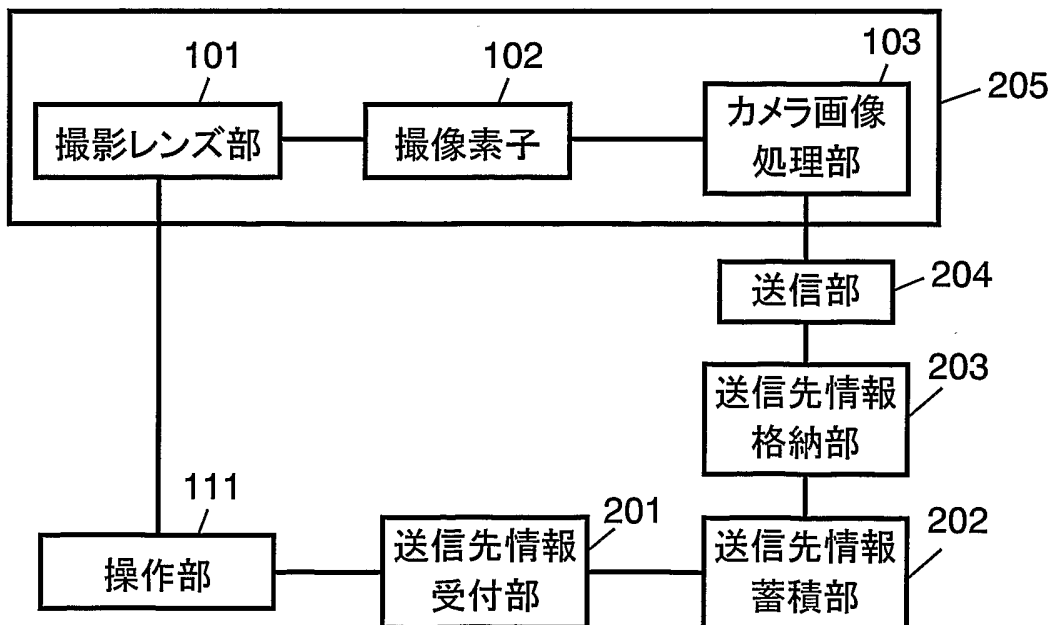 101
102
103
205
撮影レンズ部
撮像素子
カメラ画像
処理部
送信部
204
送信先情報
格納部
203
111
操作部
201
送信先情報
受付部
202
送信先情報
蓄積部